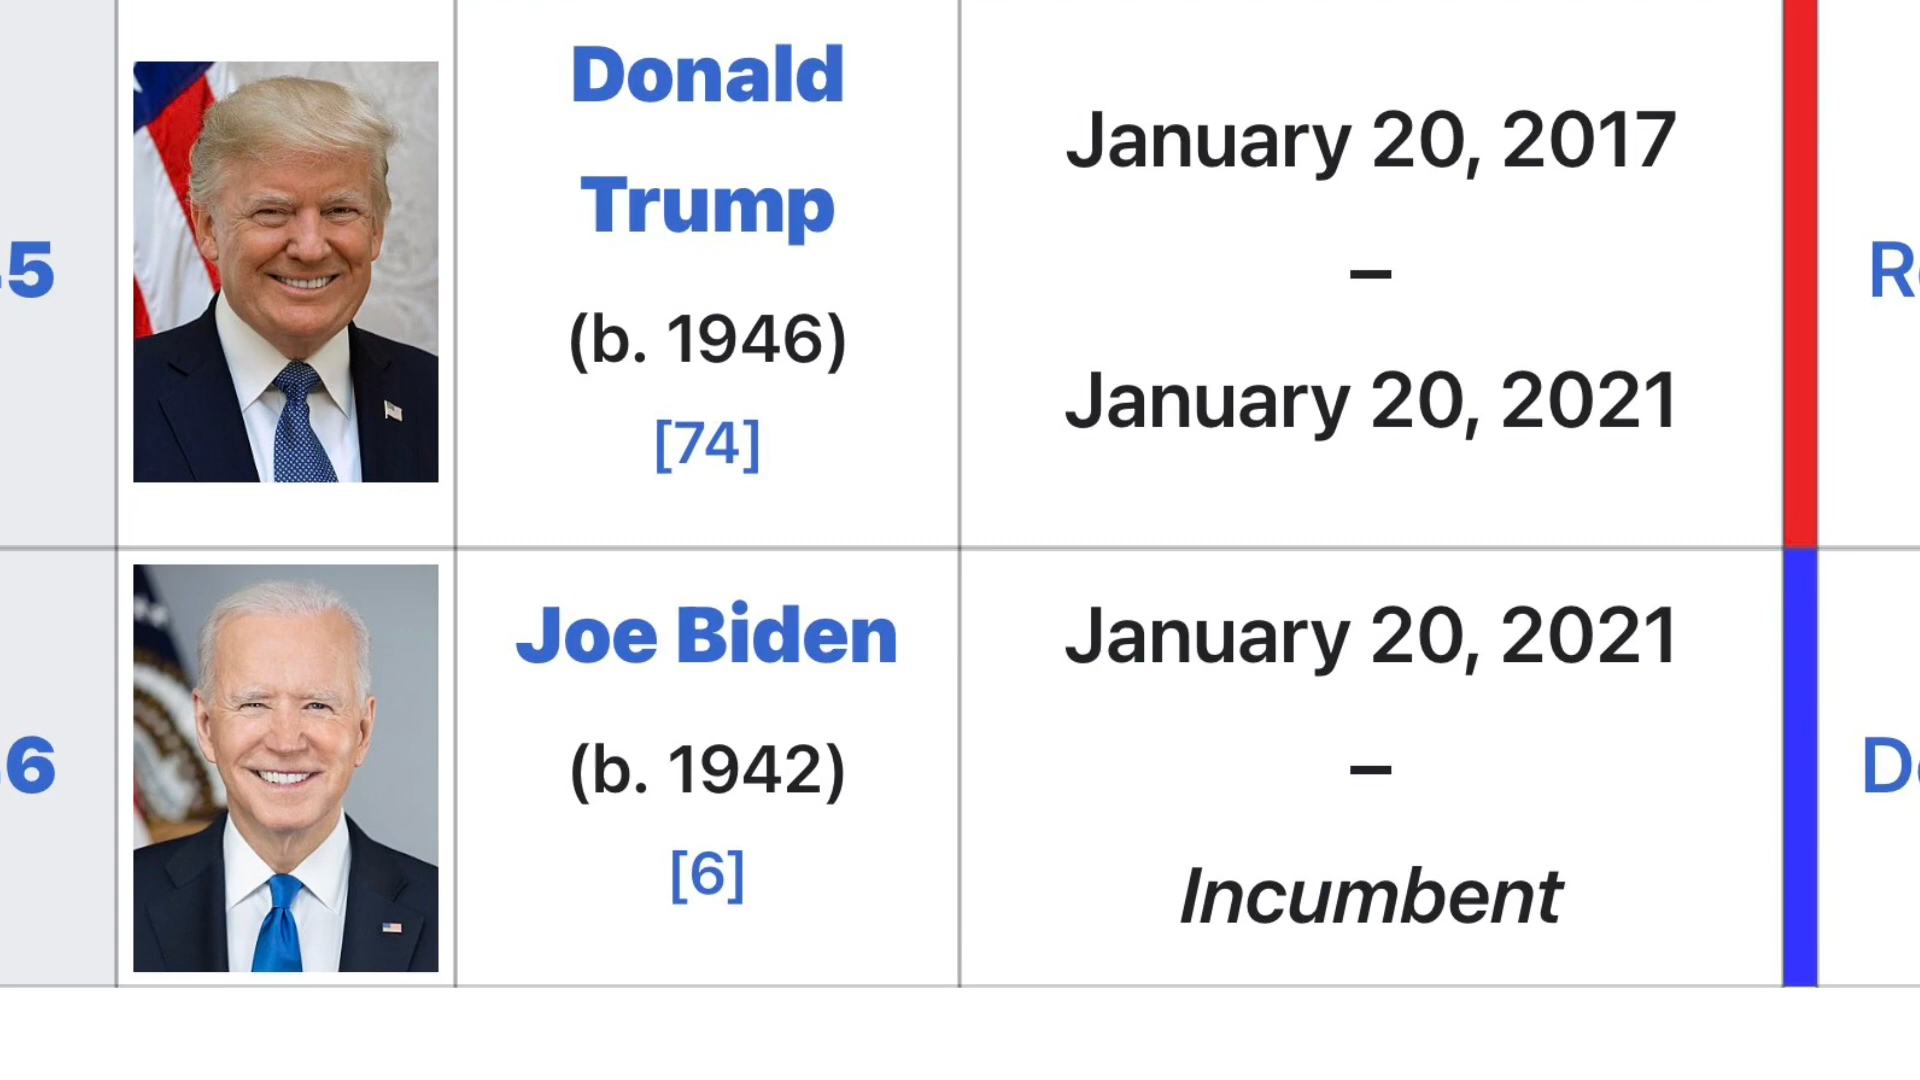 5
Donald
Trump
(b. 1946)
[74]
January 20, 2017
–
January 20, 2021
R
6
Joe Biden
(b. 1942)
[6]
January 20, 2021
–
Incumbent
D